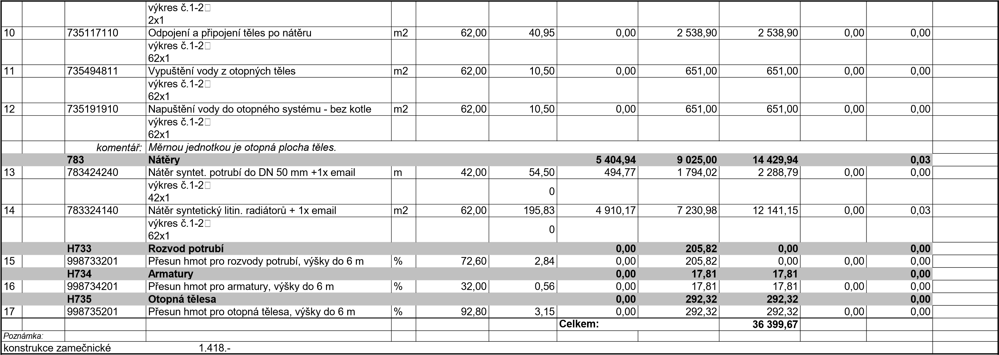 výkres č.1-2
2x1
10 735117110 Odpojení a připojení těles po nátěru m2 62,00 40,95 0,00 2 538,90 2 538,90 0,00 0,00
výkres č.1-2
62x1
11 735494811 Vypuštění vody z otopných těles m2 62,00 10,50 0,00 651,00 651,00 0,00 0,00
výkres č.1-2
62x1
12 735191910 Napuštění vody do otopného systému - bez kotle m2 62,00 10,50 0,00 651,00 651,00 0,00 0,00
výkres č.1-2
62x1
komentář: Měrnou jednotkou je otopná plocha těles.
783 Nátěry 5 404,94 9 025,00 14 429,94 0,03
13 783424240 Nátěr syntet. potrubí do DN 50 mm +1x email m 42,00 54,50 494,77 1 794,02 2 288,79 0,00 0,00
výkres č.1-2
0
42x1
14 783324140 Nátěr syntetický litin. radiátorů + 1x email m2 62,00 195,83 4 910,17 7 230,98 12 141,15 0,00 0,03
výkres č.1-2
0
62x1
H733 Rozvod potrubí 0,00 205,82 0,00 0,00
15 998733201 Přesun hmot pro rozvody potrubí, výšky do 6 m % 72,60 2,84 0,00 205,82 0,00 0,00 0,00
H734 Armatury 0,00 17,81 17,81 0,00
16 998734201 Přesun hmot pro armatury, výšky do 6 m % 32,00 0,56 0,00 17,81 17,81 0,00 0,00
H735 Otopná tělesa 0,00 292,32 292,32 0,00
17 998735201 Přesun hmot pro otopná tělesa, výšky do 6 m % 92,80 3,15 0,00 292,32 292,32 0,00 0,00
Celkem: 36 399,67
Poznámka:
konstrukce zamečnické 1.418.-